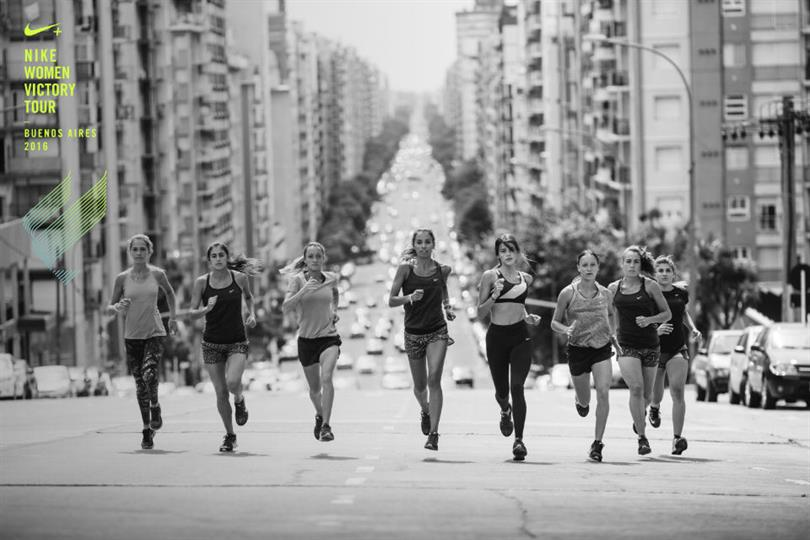 NIKE
WOMEN
VICTORY
TOUR
BUENOS AIRES
2016